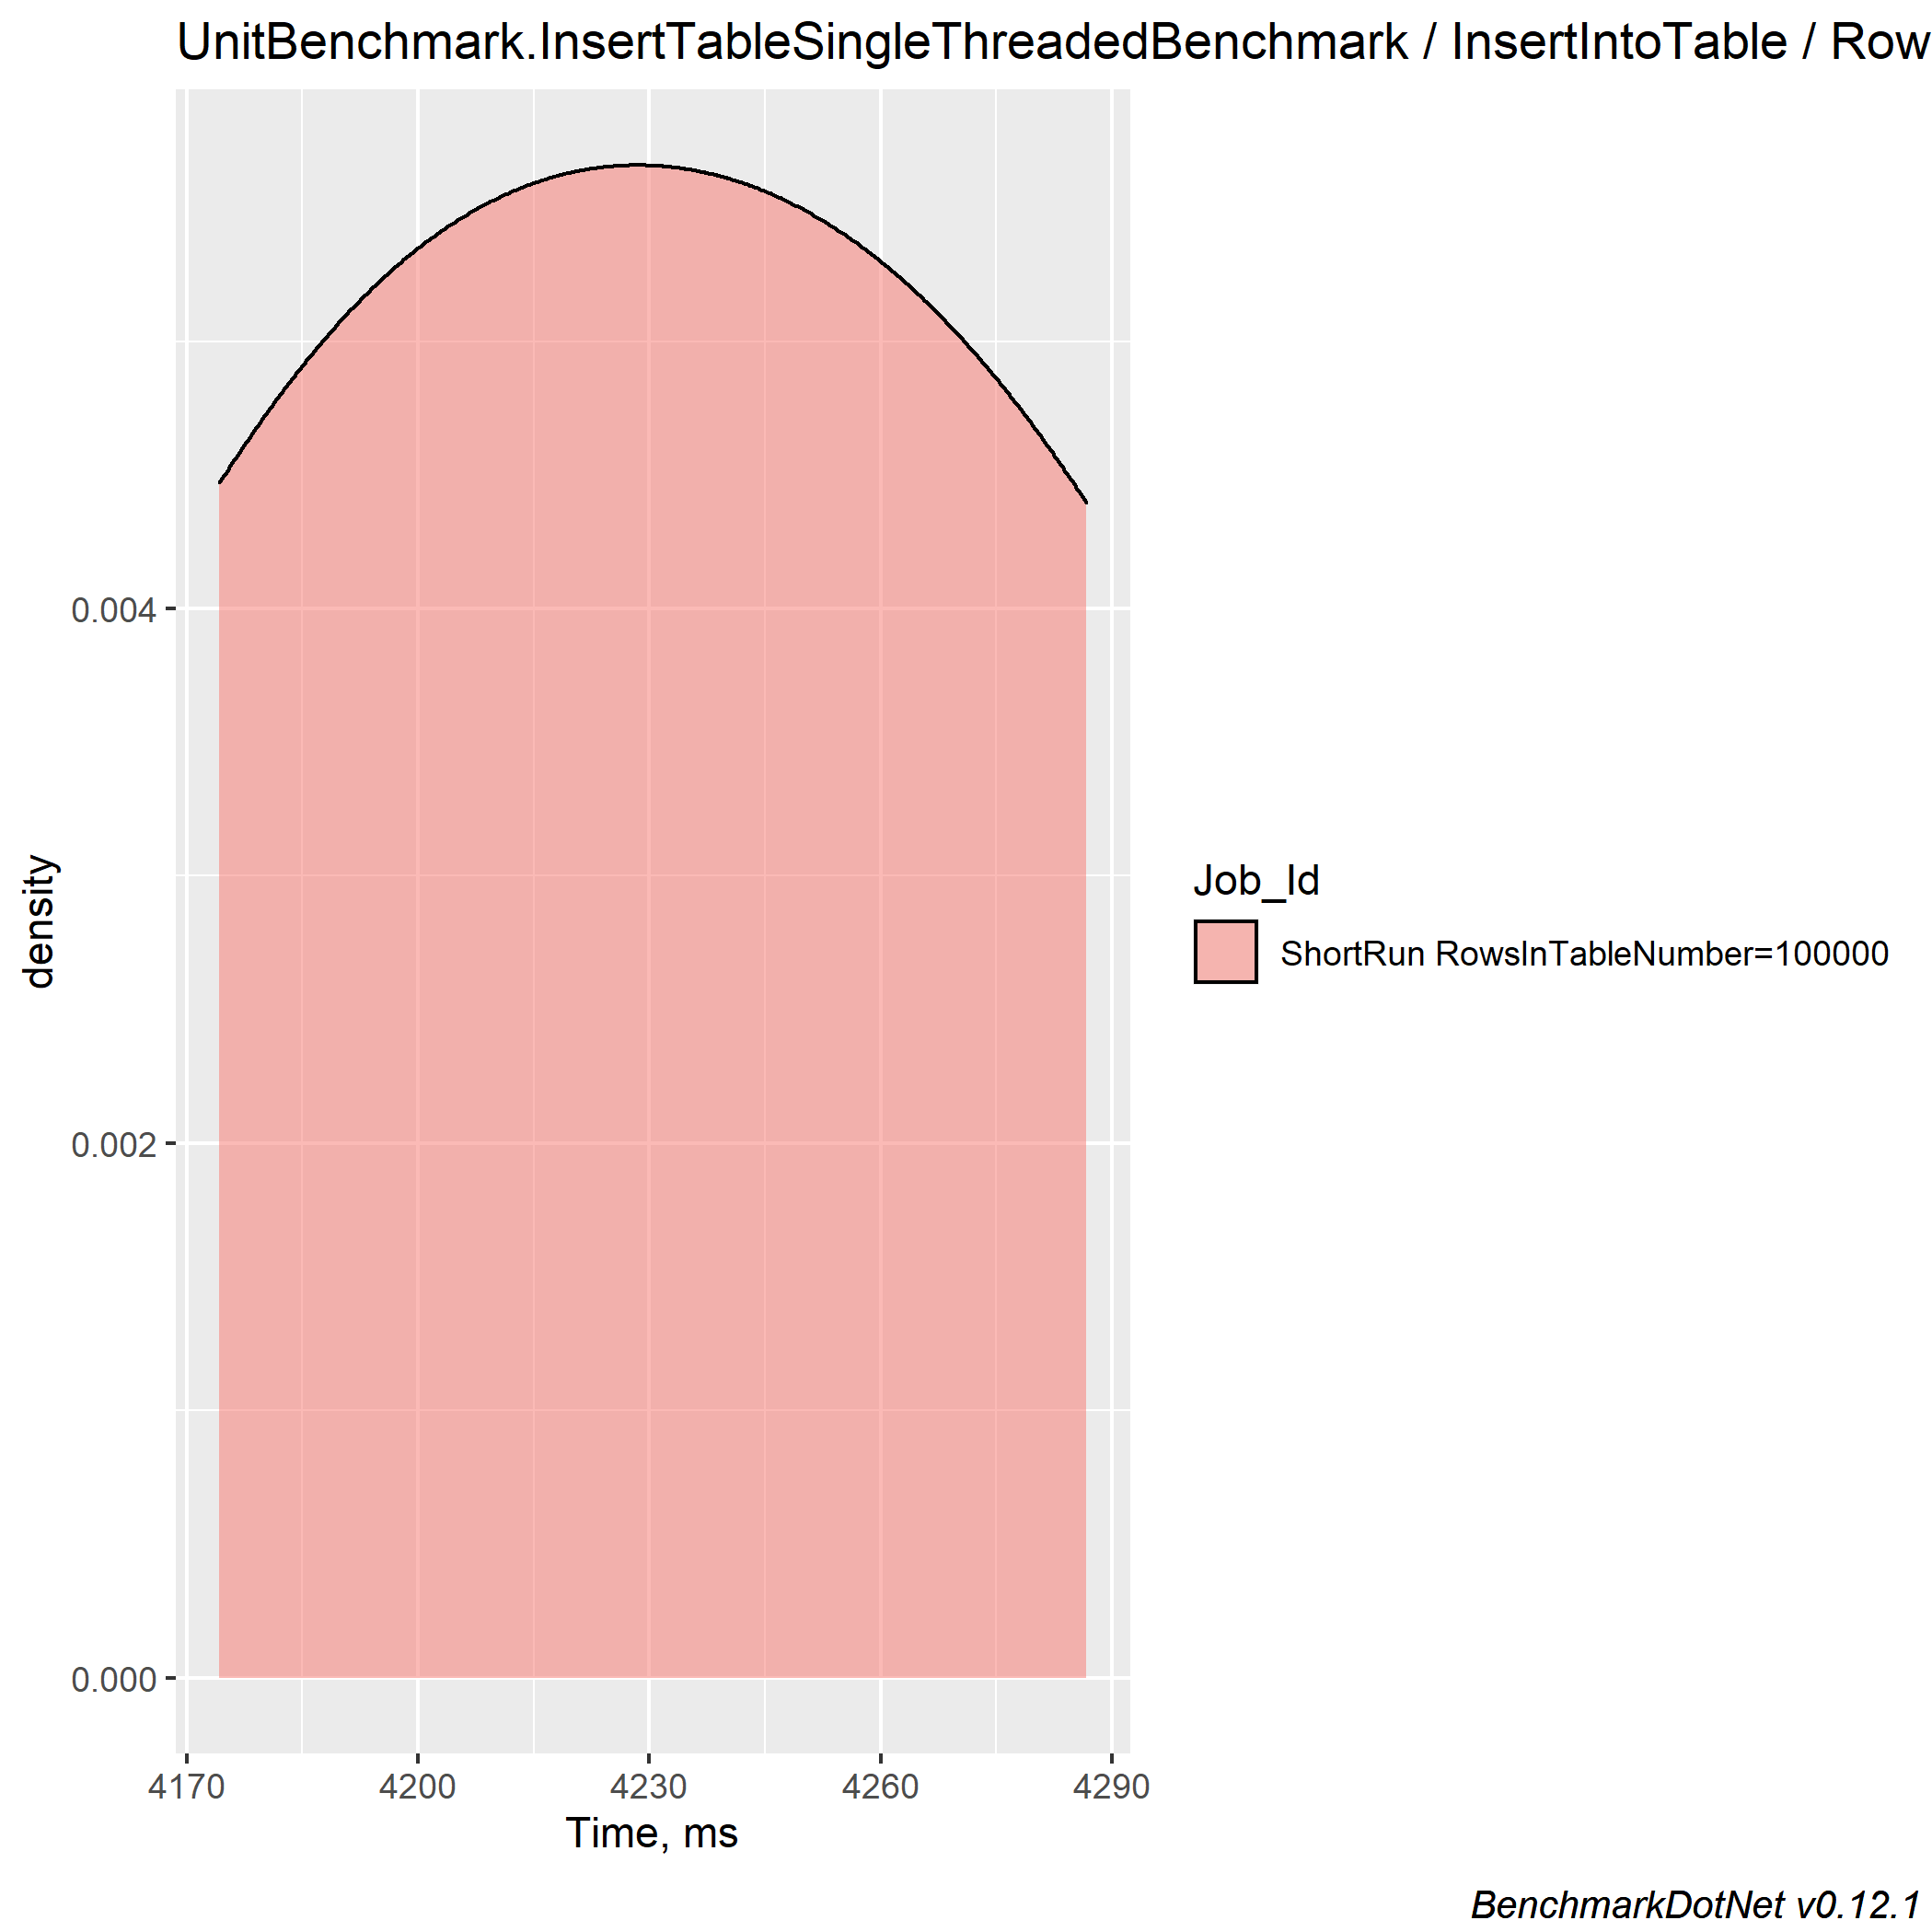 UnitBenchmark.InsertTableSingleThreadedBenchmark / InsertIntoTable / Row
density
0.004
0.002
0.000
4170 4200 4230 4260 4290
Time, ms
Job_Id
ShortRun RowsInTableNumber=100000
BenchmarkDotNet v0.12.1